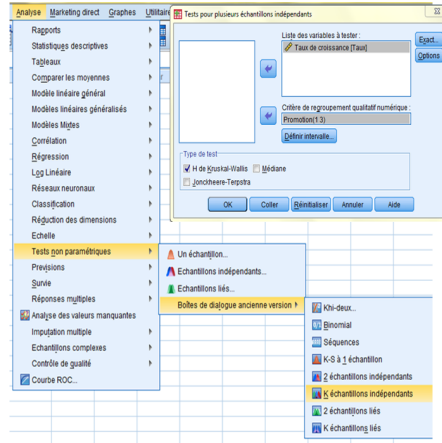 Analyse Marketing direct Graphes Utilitaire
Rapports
Statistiques descriptives
Tableaux
Comparer les moyennes
Modèle linéaire général
Modèles linéaires généralisés
Modèles Mixtes
Corrélation
Régression
Log Linéaire
Réseaux neuronaux
Classification
Réduction des dimensions
Echelle
Tests non paramétriques
Prévisions
Survie
Réponses multiples
Analyse des valeurs manquantes
Imputation multiple
Echantillons complexes
Contrôle de qualité
Courbe ROC...
Tests pour plusieurs échantillons indépendants
Liste des variables à tester :
Taux de croissance [Taux]
Exact...
Options
Critère de regroupement qualitatif numérique :
Promotion(1 3)
Définir intervalle...
Type de test
H de Kruskal-Wallis Médiane
Jonckheere-Terpstra
OK Coller Réinitialiser Annuler Aide
Un échantillon...
Echantillons indépendants...
Echantillons liés...
Boîtes de dialogue ancienne version
Khi-deux...
Binomial
Séquences
K-S à 1 échantillon
2 échantillons indépendants
K échantillons indépendants
2 échantillons liés
K échantillons liés